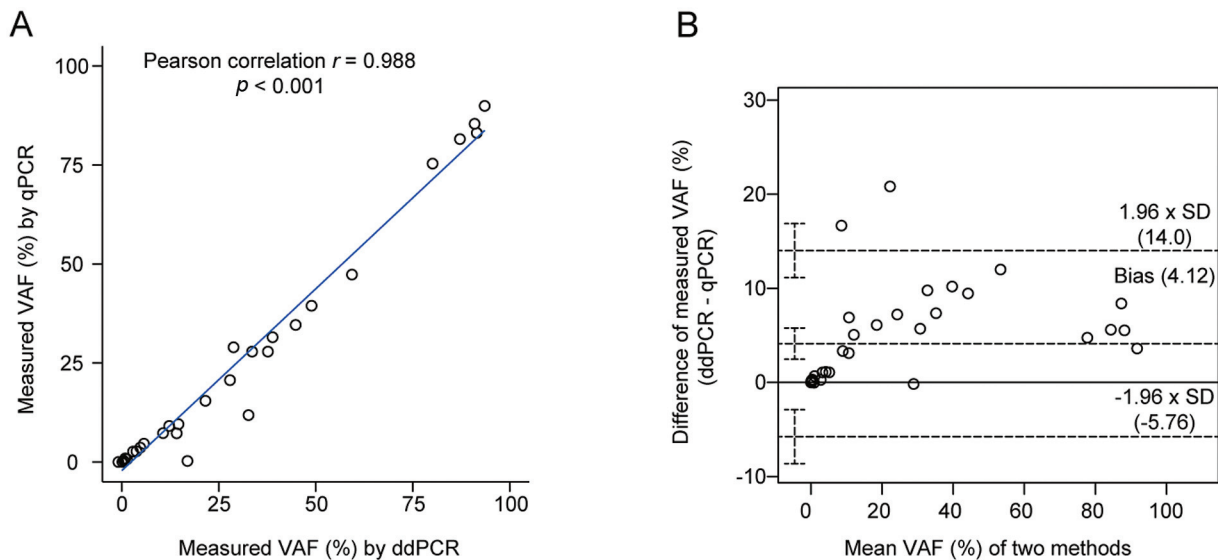 A
Pearson correlation r = 0.988
p < 0.001
100
75
50
25
0
Measured VAF (%) by qPCR
0 25 50 75 100
Measured VAF (%) by ddPCR
B
30
20
10
0
-10
Difference of measured VAF (%)
(ddPCR - qPCR)
1.96 x SD
(14.0)
Bias (4.12)
-1.96 x SD
(-5.76)
0 20 40 60 80 100
Mean VAF (%) of two methods